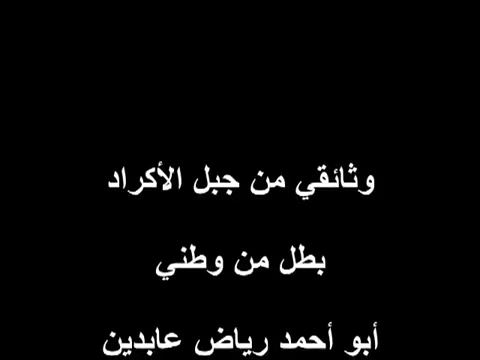 وثائقي من جبل الأكراد
بطل من وطني
أبو أحمد رياض عابدين